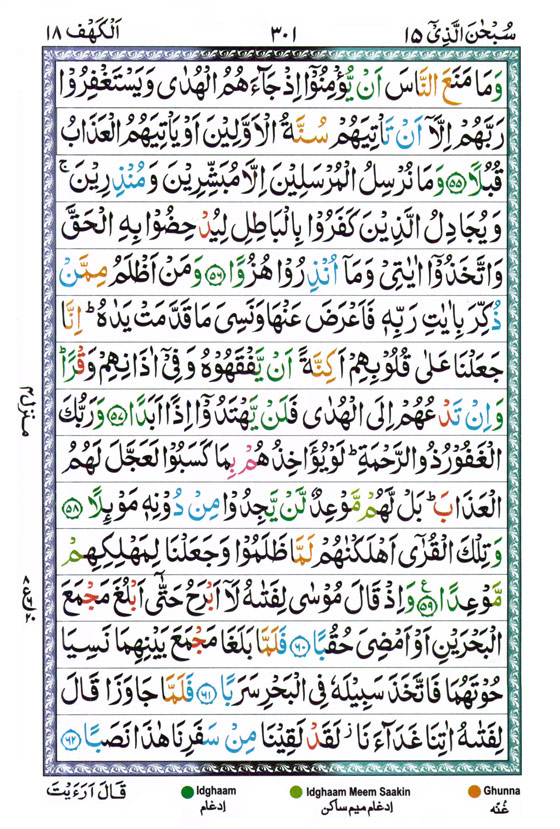 سُبْحٰنَ الَّذِيْۤ ١٥
٣٠١
اَلْكَهْف ١٨
وَمَا مَنَعَ النَّاسَ اَنْ يُّؤْمِنُوْۤا اِذْ جَآءَهُمُ الْهُدٰى وَيَسْتَغْفِرُوْا
رَبَّهُمْ اِلَّاۤ اَنْ تَاْتِيَهُمْ سُنَّةُ الْاَوَّلِيْنَ اَوْ يَاْتِيَهُمُ الْعَذَابُ
قُبُلًا ﴿٥٥﴾ وَمَا نُرْسِلُ الْمُرْسَلِيْنَ اِلَّا مُبَشِّرِيْنَ وَمُنْذِرِيْنَ ۚ
وَيُجَادِلُ الَّذِيْنَ كَفَرُوْا بِالْبَاطِلِ لِيُدْحِضُوْا بِهِ الْحَقَّ
وَاتَّخَذُوْۤا اٰيٰتِيْ وَمَاۤ اُنْذِرُوْا هُزُوًا ﴿٥٦﴾ وَمَنْ اَظْلَمُ مِمَّنْ
ذُكِّرَ بِاٰيٰتِ رَبِّهٖ فَاَعْرَضَ عَنْهَا وَنَسِيَ مَا قَدَّمَتْ يَدٰهُ ؕ اِنَّا
جَعَلْنَا عَلٰى قُلُوْبِهِمْ اَكِنَّةً اَنْ يَّفْقَهُوْهُ وَفِيْۤ اٰذَانِهِمْ وَقْرًا ؕ
وَاِنْ تَدْعُهُمْ اِلَى الْهُدٰى فَلَنْ يَّهْتَدُوْۤا اِذًا اَبَدًا ﴿٥٧﴾ وَرَبُّكَ
الْغَفُوْرُ ذُو الرَّحْمَةِ ؕ لَوْ يُؤَاخِذُهُمْ بِمَا كَسَبُوْا لَعَجَّلَ لَهُمُ
الْعَذَابَ ؕ بَلْ لَّهُمْ مَّوْعِدٌ لَّنْ يَّجِدُوْا مِنْ دُوْنِهٖ مَوْئِلًا ﴿٥٨﴾
وَتِلْكَ الْقُرٰٓى اَهْلَكْنٰهُمْ لَمَّا ظَلَمُوْا وَجَعَلْنَا لِمَهْلِكِهِمْ
مَّوْعِدًا ﴿٥٩﴾ وَاِذْ قَالَ مُوْسٰى لِفَتٰىهُ لَاۤ اَبْرَحُ حَتّٰۤى اَبْلُغَ مَجْمَعَ
الْبَحْرَيْنِ اَوْ اَمْضِيَ حُقُبًا ﴿٦٠﴾ فَلَمَّا بَلَغَا مَجْمَعَ بَيْنِهِمَا نَسِيَا
حُوْتَهُمَا فَاتَّخَذَ سَبِيْلَهٗ فِى الْبَحْرِ سَرَبًا ﴿٦١﴾ فَلَمَّا جَاوَزَا قَالَ
لِفَتٰىهُ اٰتِنَا غَدَآءَنَا ؗ لَقَدْ لَقِيْنَا مِنْ سَفَرِنَا هٰذَا نَصَبًا ﴿٦٢﴾
منزل ٤
قَالَ اَرَءَيْتَ
Idghaam
ادغام
Idghaam Meem Saakin
ادغام میم ساکن
Ghunna
غُنّه